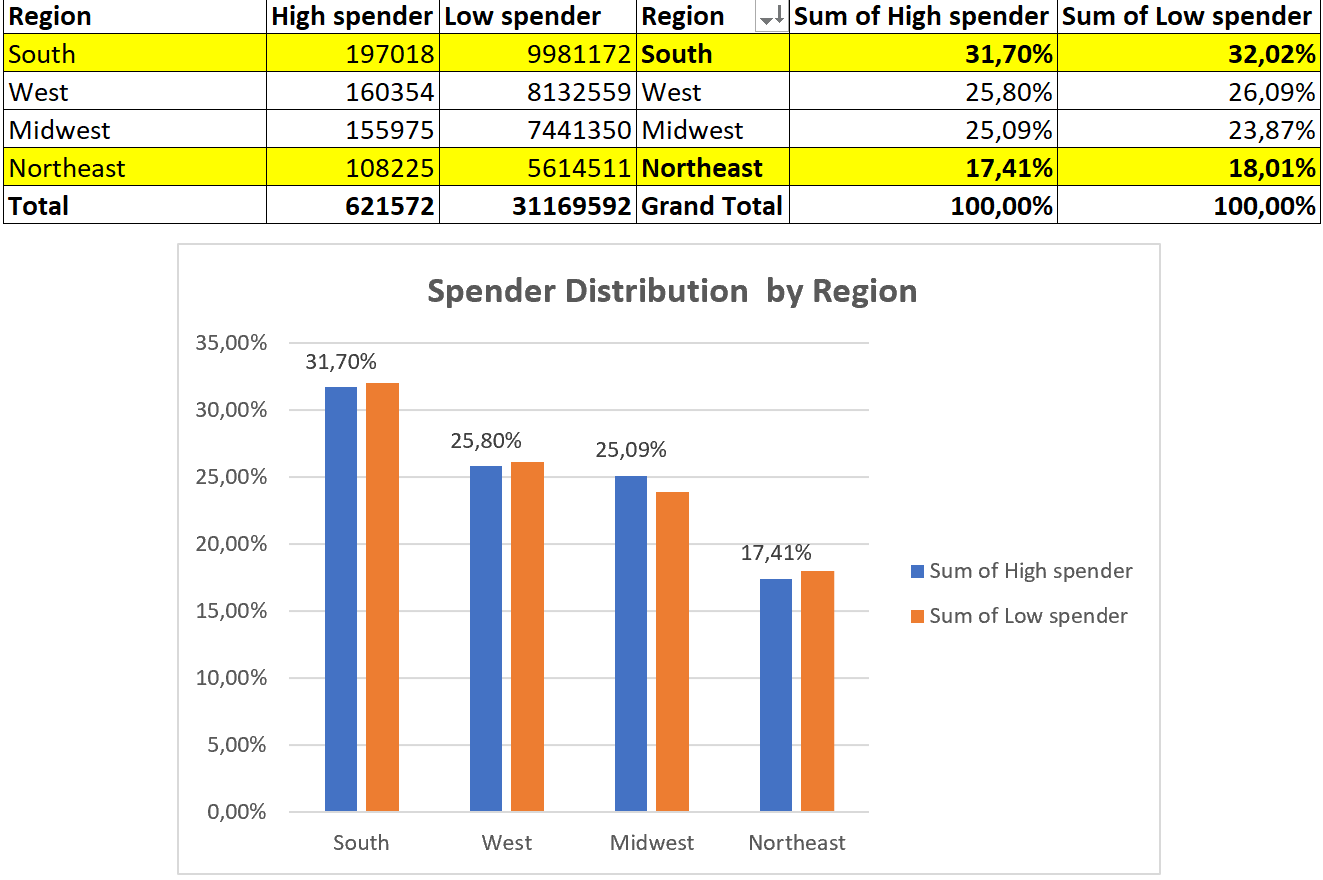 Region High spender Low spender Region Sum of High spender Sum of Low spender
South 197018 9981172 South 31,70% 32,02%
West 160354 8132559 West 25,80% 26,09%
Midwest 155975 7441350 Midwest 25,09% 23,87%
Northeast 108225 5614511 Northeast 17,41% 18,01%
Total 621572 31169592 Grand Total 100,00% 100,00%
Spender Distribution  by Region
35,00%
31,70%
30,00%
25,80%
25,09%
25,00%
20,00%
17,41%
15,00%
10,00%
5,00%
0,00%
South West Midwest Northeast
Sum of High spender
Sum of Low spender